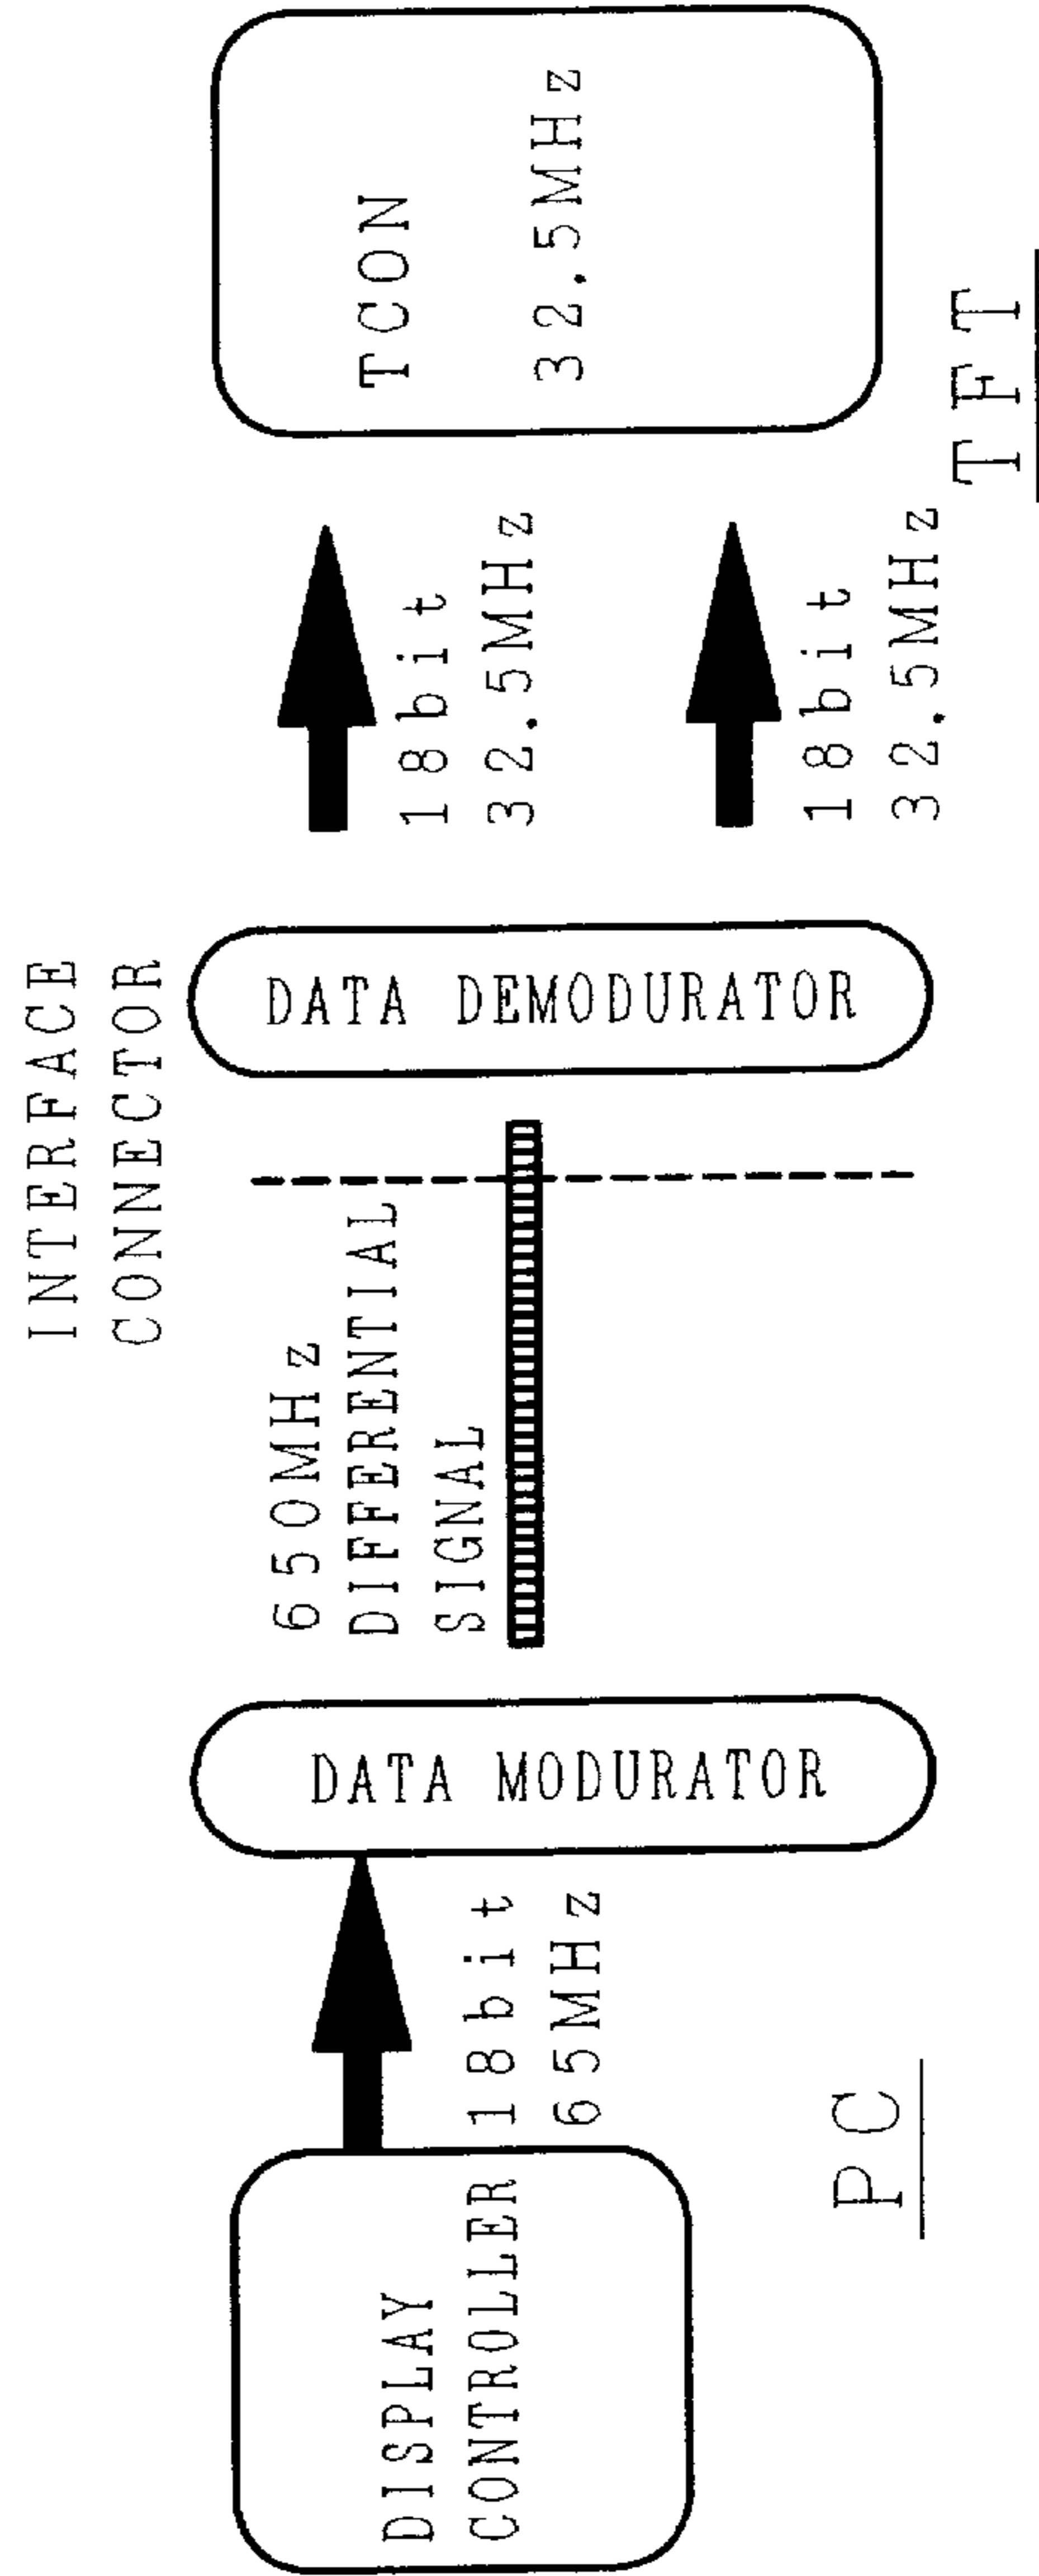 DISPLAY
CONTROLLER
18bit
65MHz
PC
DATA MODURATOR
650MHz
DIFFERENTIAL
SIGNAL
INTERFACE
CONNECTOR
DATA DEMODURATOR
18bit
32.5MHz
18bit
32.5MHz
TCON
32.5MHz
TFT